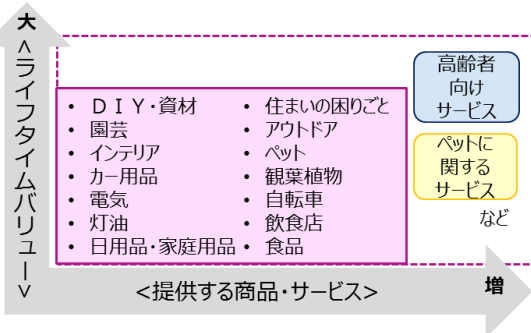 大
<ライフタイムバリュー>
・ ＤＩＹ・資材
・ 園芸
・ インテリア
・ カー用品
・ 電気
・ 灯油
・ 日用品・家庭用品
・ 住まいの困りごと
・ アウトドア
・ ペット
・ 観葉植物
・ 自転車
・ 飲食店
・ 食品
高齢者
向け
サービス
ペットに
関する
サービス
など
<提供する商品・サービス>
増